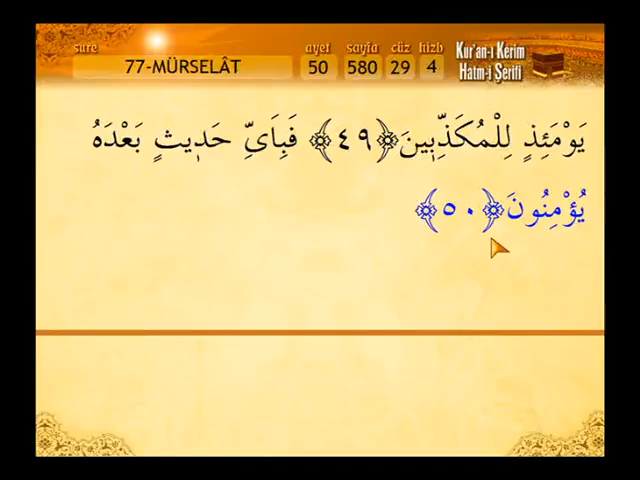 sure ayet sayfa cüz hizb
77-MÜRSELÂT 50 580 29 4
Kur'an-ı Kerim
Hatm-i Şerifi
يَوْمَئِذٍ لِلْمُكَذِّبٖينَ ﴿٤٩﴾ فَبِاَىِّ حَدٖيثٍ بَعْدَهُ
يُؤْمِنُونَ ﴿٥٠﴾